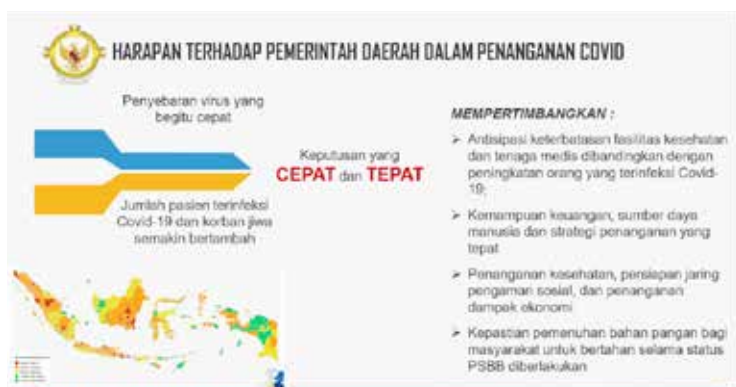 HARAPAN TERHADAP PEMERINTAH DAERAH DALAM PENANGANAN COVID
Penyebaran virus yang
begitu cepat
Keputusan yang
CEPAT dan TEPAT
Jumlah pasien terinfeksi
Covid-19 dan korban jiwa
semakin bertambah
MEMPERTIMBANGKAN :
➢ Antisipasi keterbatasan fasilitas kesehatan
dan tenaga medis dibandingkan dengan
peningkatan orang yang terinfeksi Covid-
19;
➢ Kemampuan keuangan, sumber daya
manusia dan strategi penanganan yang
tepat
➢ Penanganan kesehatan, persiapan jaring
pengaman sosial, dan penanganan
dampak ekonomi
➢ Kepastian pemenuhan bahan pangan bagi
masyarakat untuk bertahan selama status
PSBB diberlakukan